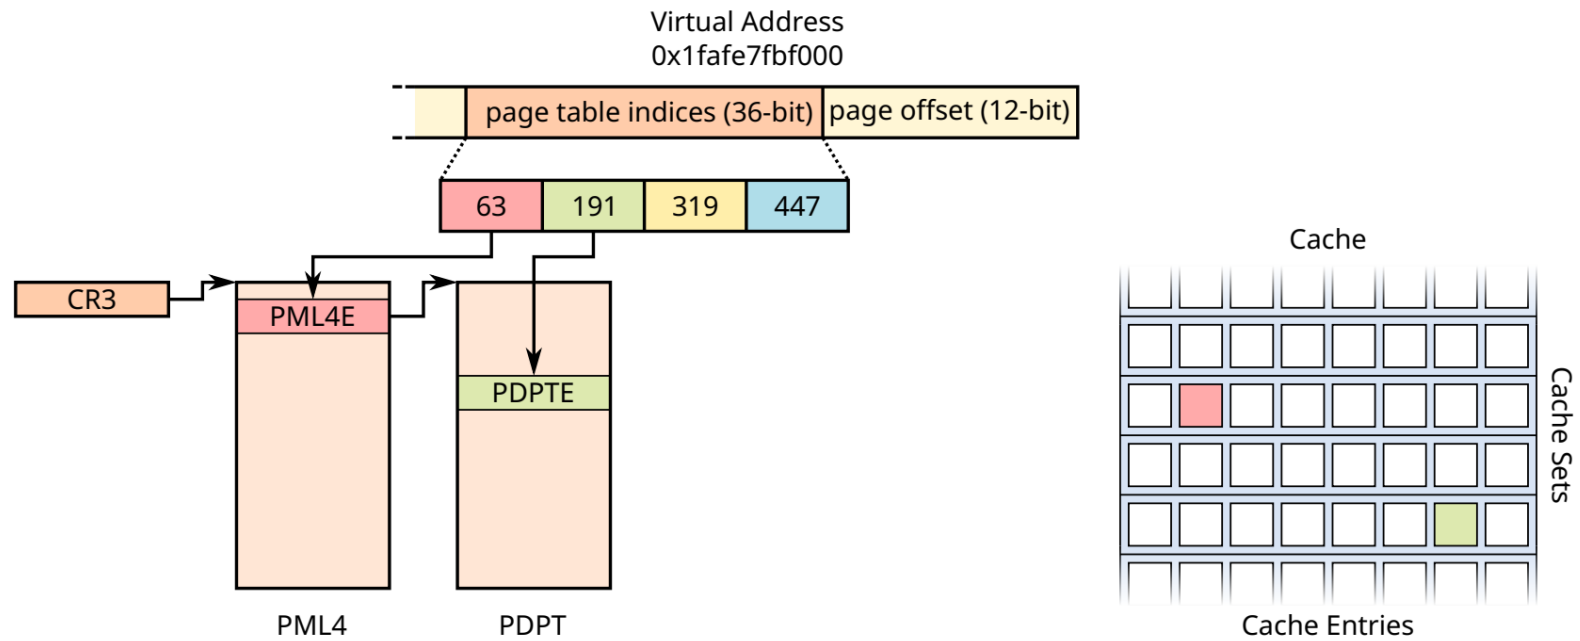 Virtual Address
0x1fafe7fbf000
page table indices (36-bit)
page offset (12-bit)
63
191
319
447
CR3
PML4E
PDPTE
PML4
PDPT
Cache
Cache Sets
Cache Entries